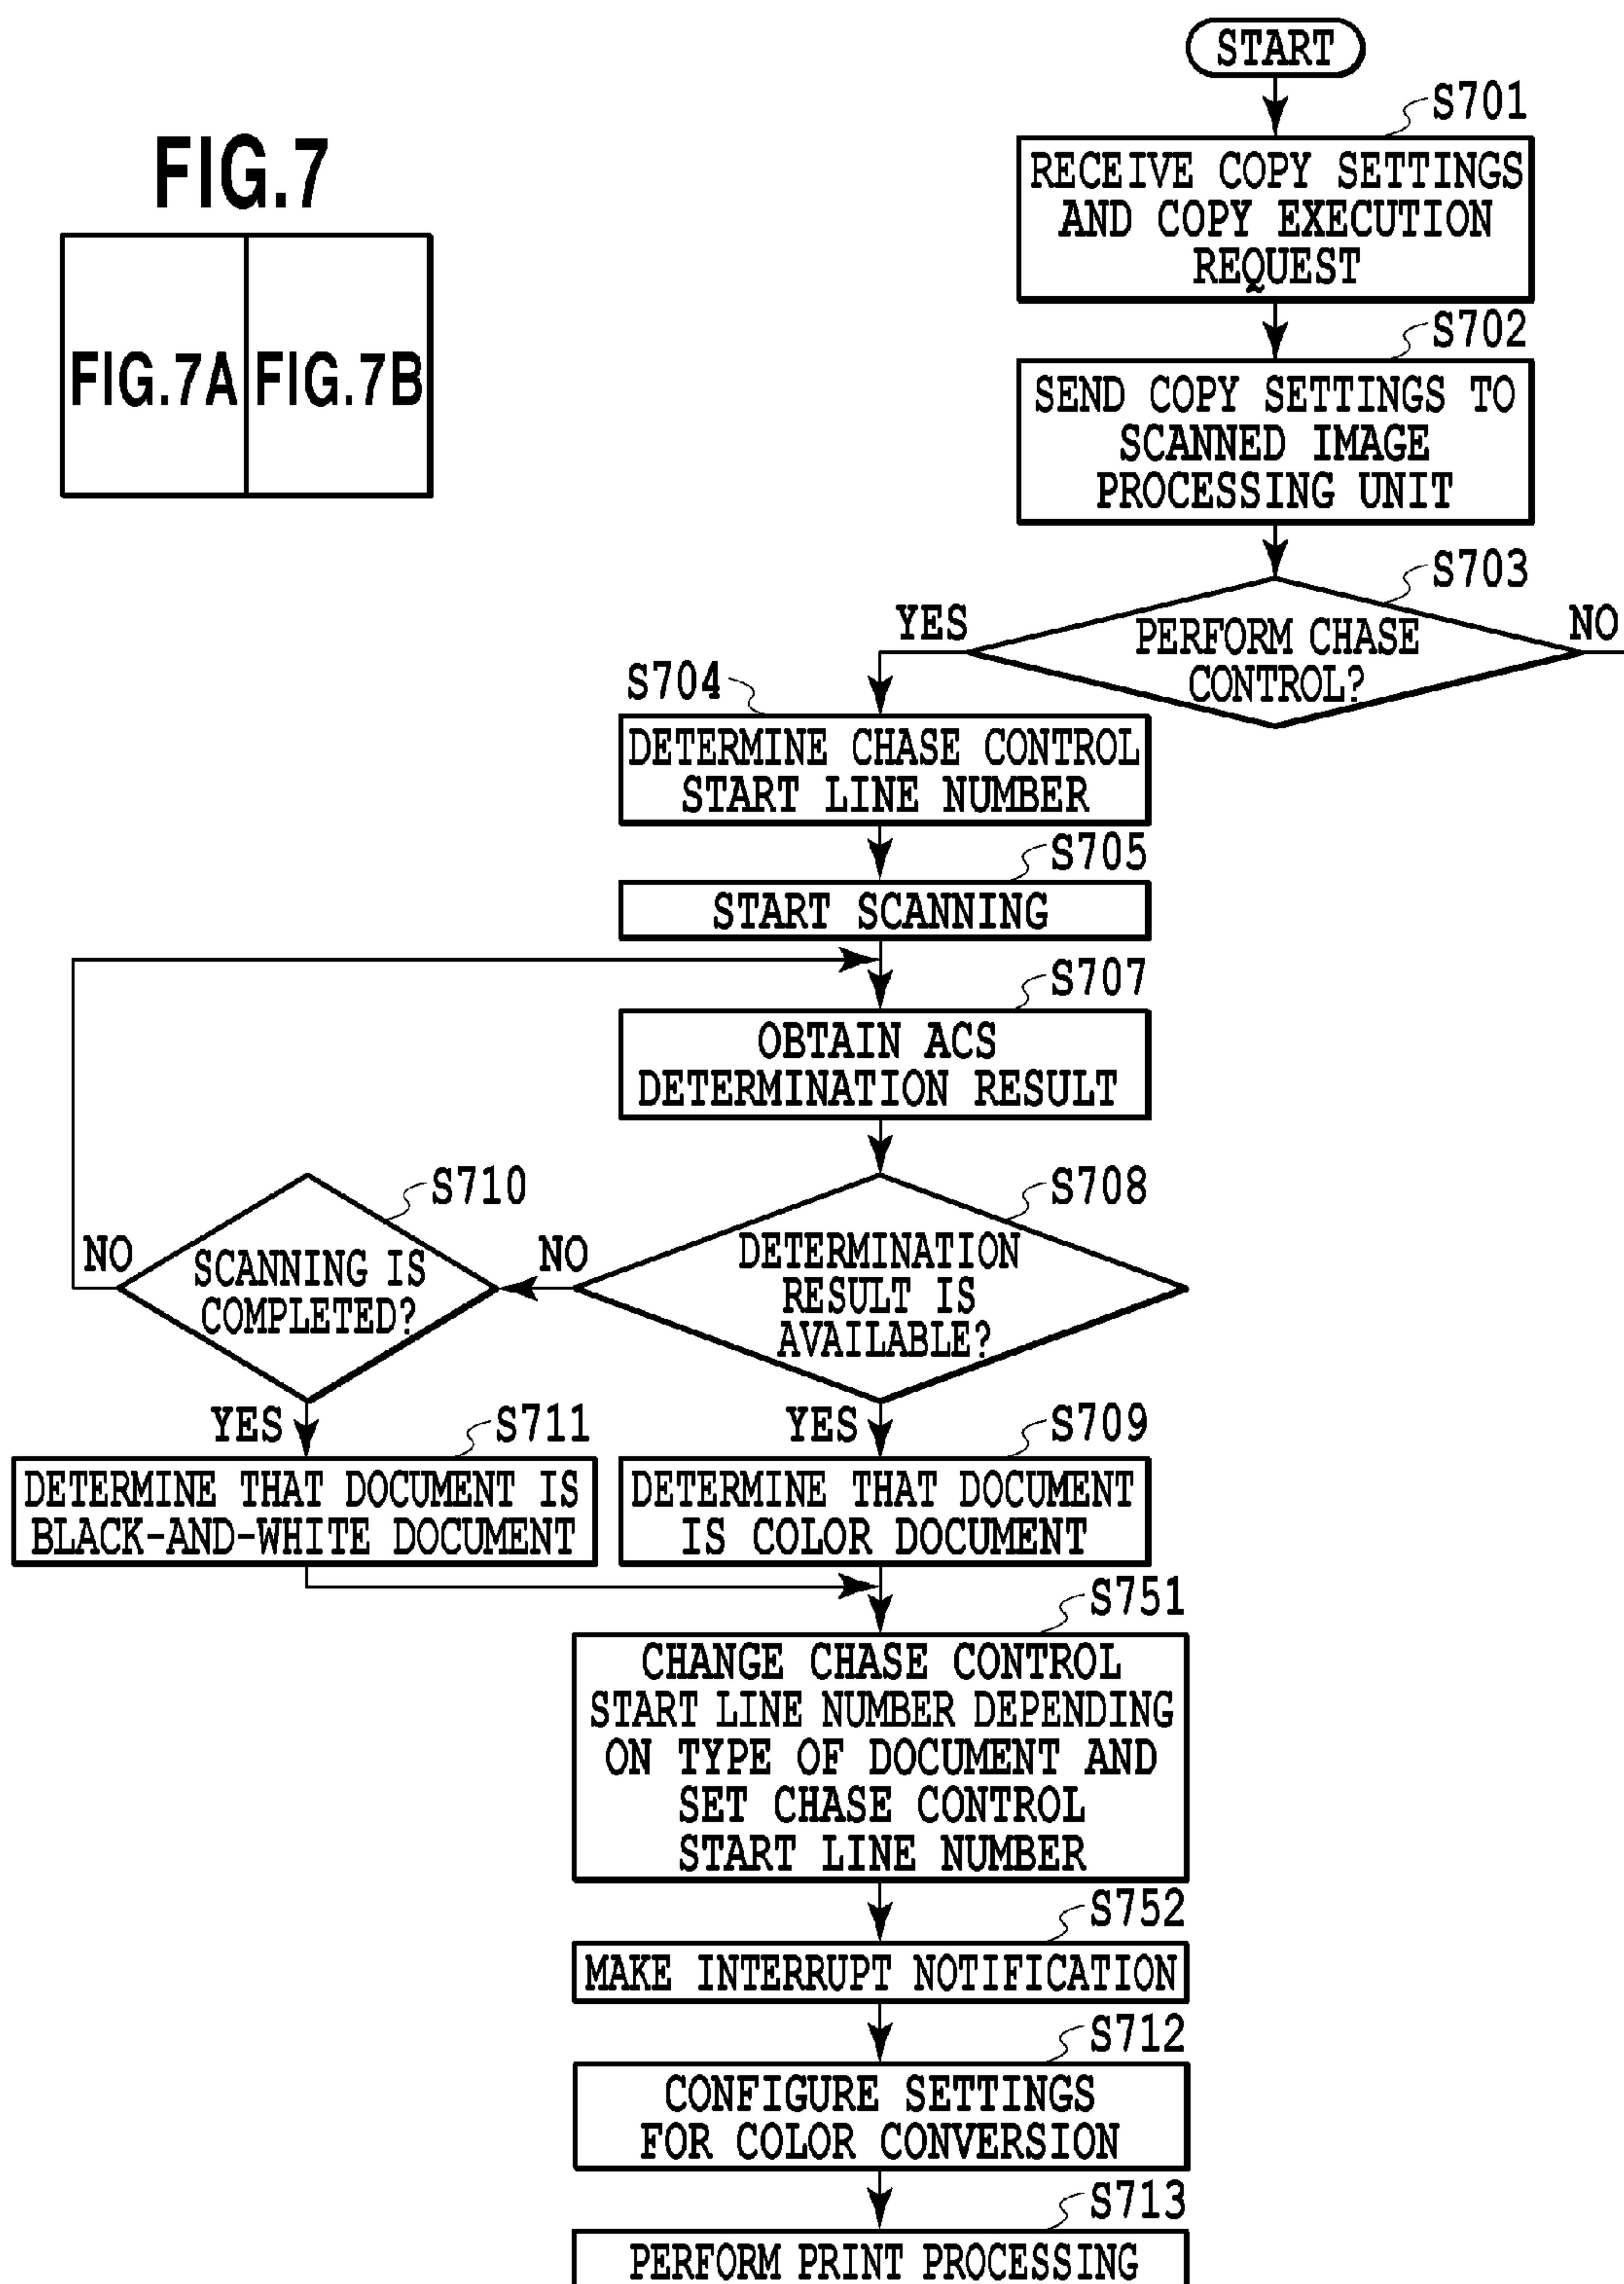 FIG.7
FIG.7A
FIG.7B
START
S701
RECEIVE COPY SETTINGS
AND COPY EXECUTION
REQUEST
S702
SEND COPY SETTINGS TO
SCANNED IMAGE
PROCESSING UNIT
S703
PERFORM CHASE
CONTROL?
YES
NO
S704
DETERMINE CHASE CONTROL
START LINE NUMBER
S705
START SCANNING
S707
OBTAIN ACS
DETERMINATION RESULT
S708
DETERMINATION
RESULT IS
AVAILABLE?
NO
S710
SCANNING IS
COMPLETED?
NO
YES
S711
DETERMINE THAT DOCUMENT IS
BLACK-AND-WHITE DOCUMENT
YES
S709
DETERMINE THAT DOCUMENT
IS COLOR DOCUMENT
S751
CHANGE CHASE CONTROL
START LINE NUMBER DEPENDING
ON TYPE OF DOCUMENT AND
SET CHASE CONTROL
START LINE NUMBER
S752
MAKE INTERRUPT NOTIFICATION
S712
CONFIGURE SETTINGS
FOR COLOR CONVERSION
S713
PERFORM PRINT PROCESSING